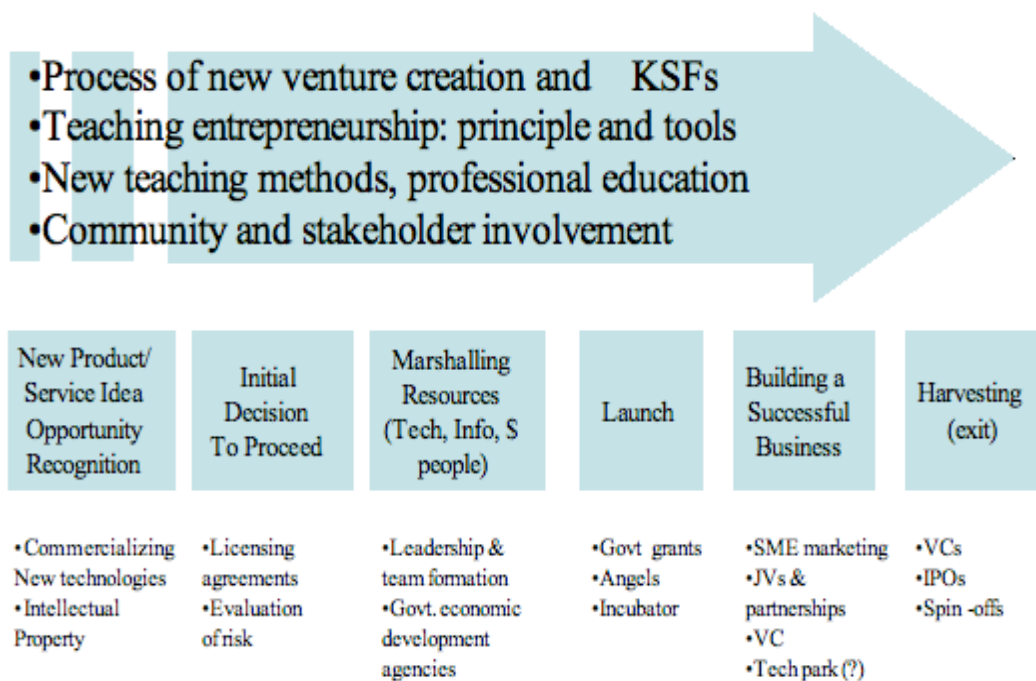 •Process of new venture creation and KSFs
•Teaching entrepreneurship: principle and tools
•New teaching methods, professional education
•Community and stakeholder involvement
New Product/
Service Idea
Opportunity
Recognition
Initial
Decision
To Proceed
Marshalling
Resources
(Tech, Info, $
people)
Launch
Building a
Successful
Business
Harvesting
(exit)
•Commercializing
New technologies
•Intellectual
Property
•Licensing
agreements
•Evaluation
of risk
•Leadership &
team formation
•Govt. economic
development
agencies
•Govt grants
•Angels
•Incubator
•SME marketing
•JVs &
partnerships
•VC
•Tech park (?)
•VCs
•IPOs
•Spin -offs